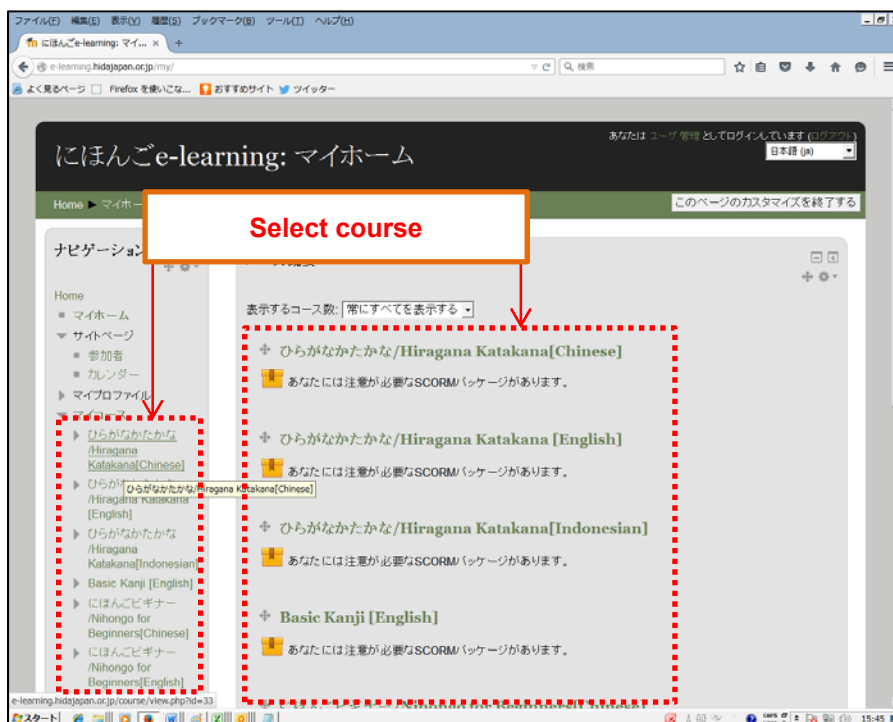 ファイル(F) 編集(E) 表示(V) 履歴(S) ブックマーク(B) ツール(T) ヘルプ(H)
にほんごe-learning: マイ... × +
e-learning.hidajapan.or.jp/my/ 検索
よく見るページ Firefox を使いこな... おすすめサイト ツイッター
あなたは ユーザ 管理 としてログインしています (ログアウト)
日本語 (ja)
にほんごe-learning: マイホーム
Home ▶ マイホー
このページのカスタマイズを終了する
Select course
ナビゲーション
Home
マイホーム
サイトページ
参加者
カレンダー
マイプロファイル
マイコース
ひらがなかたかな
/Hiragana
Katakana[Chinese]
ひらが
ひらがなかたかな/Hiragana Katakana[Chinese]
/Hiragana Katakana
[English]
ひらがなかたかな
/Hiragana
Katakana[Indonesian]
Basic Kanji [English]
にほんごビギナー
/Nihongo for
Beginners[Chinese]
にほんごビギナー
/Nihongo for
Beginners[English]
表示するコース数: 常にすべてを表示する
ひらがなかたかな/Hiragana Katakana[Chinese]
あなたには注意が必要なSCORMパッケージがあります。
ひらがなかたかな/Hiragana Katakana [English]
あなたには注意が必要なSCORMパッケージがあります。
ひらがなかたかな/Hiragana Katakana[Indonesian]
あなたには注意が必要なSCORMパッケージがあります。
Basic Kanji [English]
あなたには注意が必要なSCORMパッケージがあります。
e-learning.hidajapan.or.jp/course/view.php?id=33
スタート 15:45